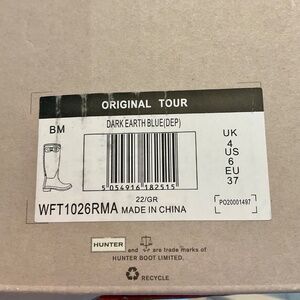 ORIGINAL TOUR
BM
DARK EARTH BLUE(DEP)
UK
4
US
6
EU
37
5 054916 182515
22/GR
WFT1026RMA MADE IN CHINA
PO20001497
HUNTER and are trade marks of
HUNTER BOOT LIMITED.
RECYCLE